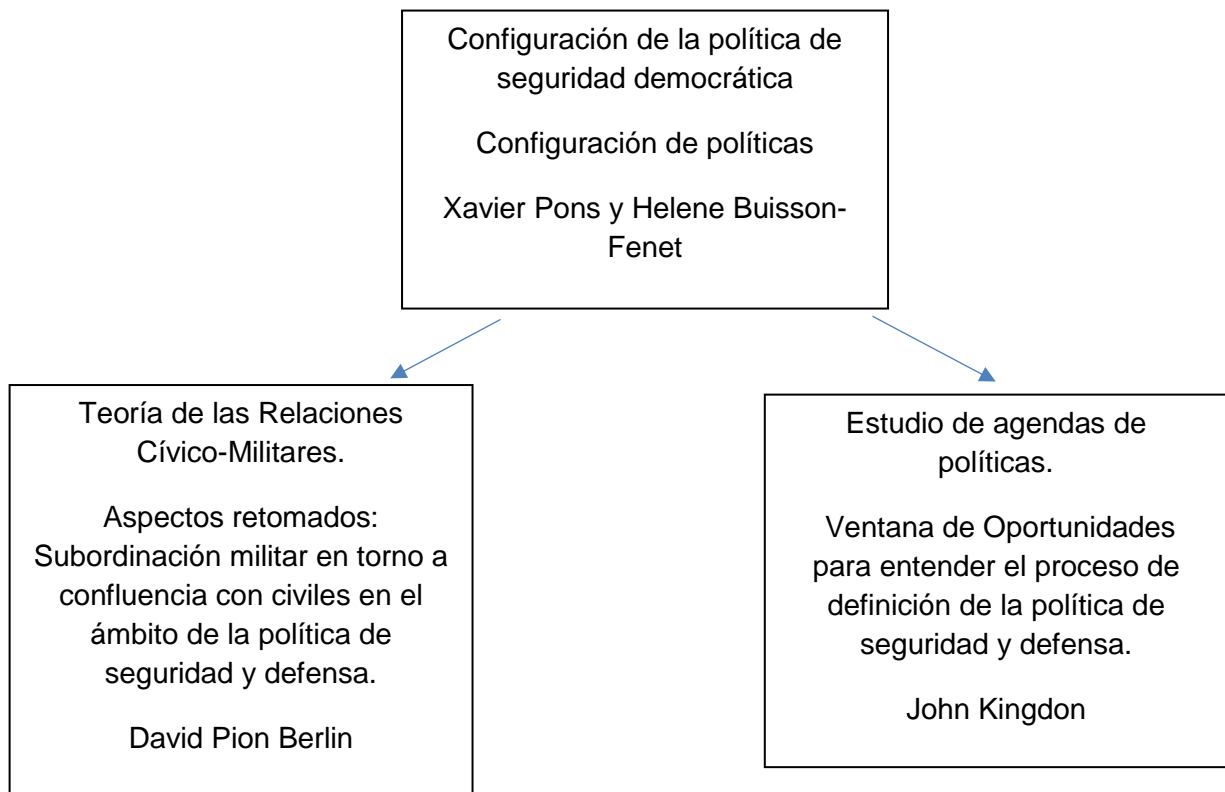 Configuración de la política de
seguridad democrática
Configuración de políticas
Xavier Pons y Helene Buisson-
Fenet
Teoría de las Relaciones
Cívico-Militares.
Aspectos retomados:
Subordinación militar en torno a
confluencia con civiles en el
ámbito de la política de
seguridad y defensa.
David Pion Berlin
Estudio de agendas de
políticas.
Ventana de Oportunidades
para entender el proceso de
definición de la política de
seguridad y defensa.
John Kingdon